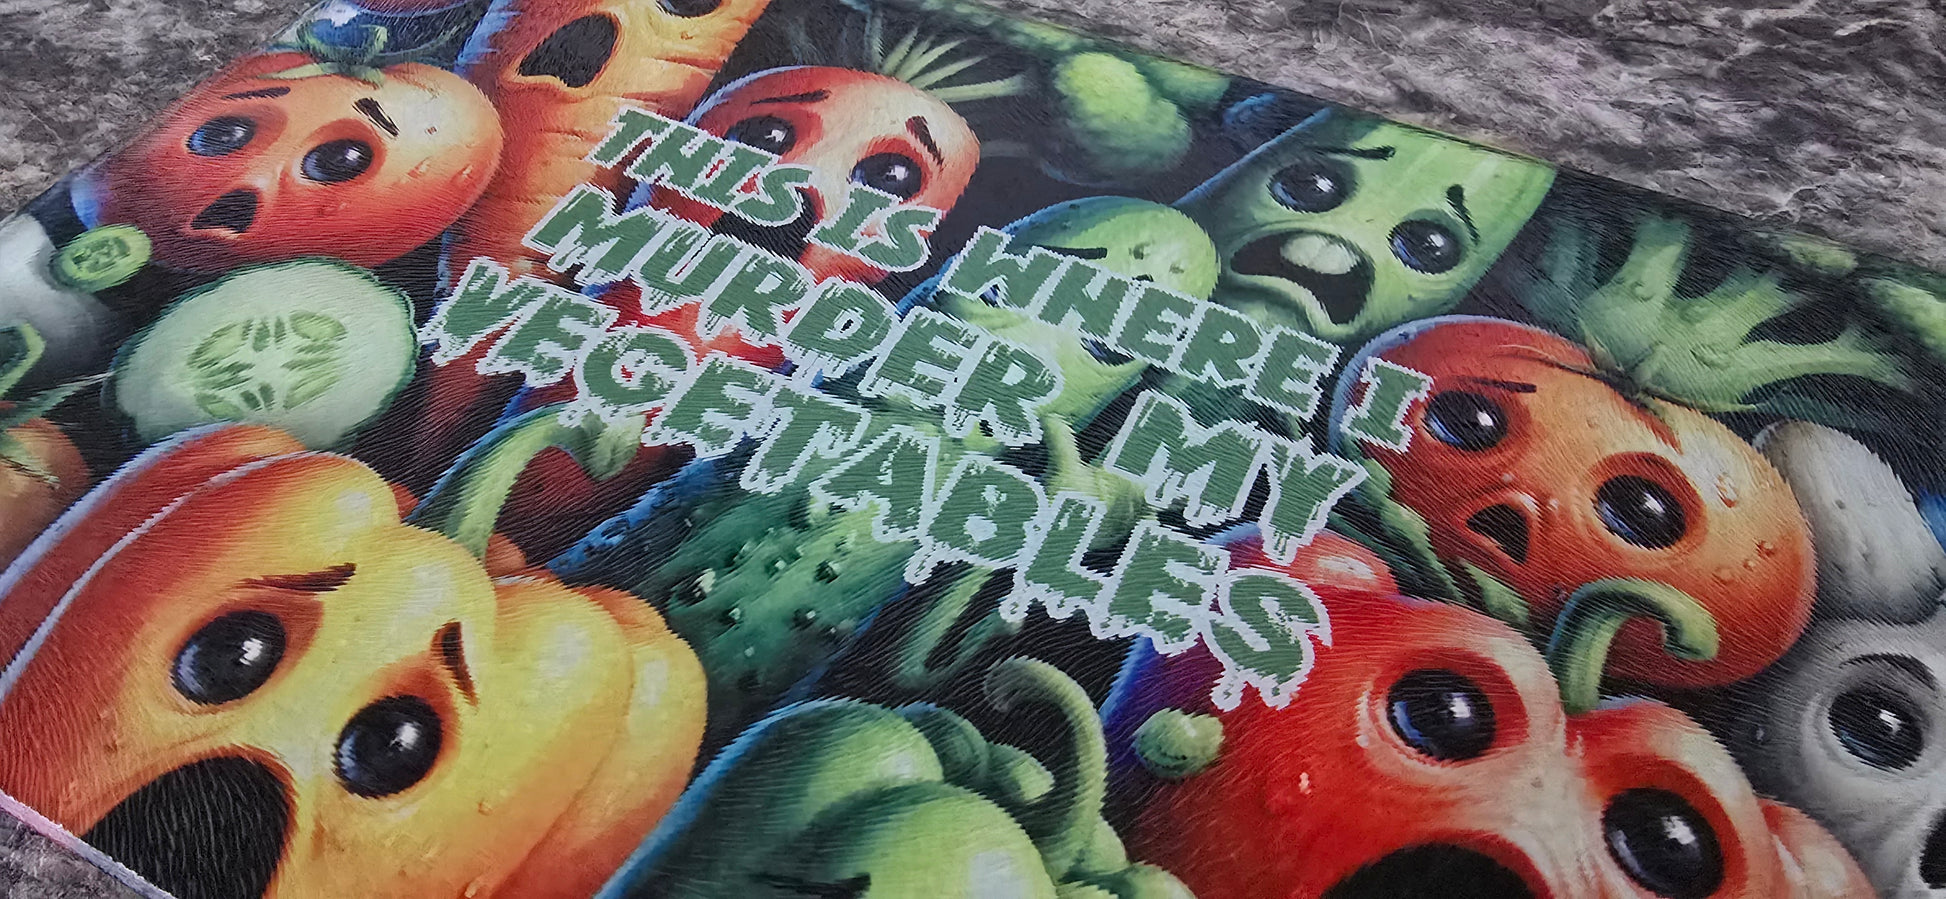 THIS IS WHERE I
MURDER MY
VEGETABLES